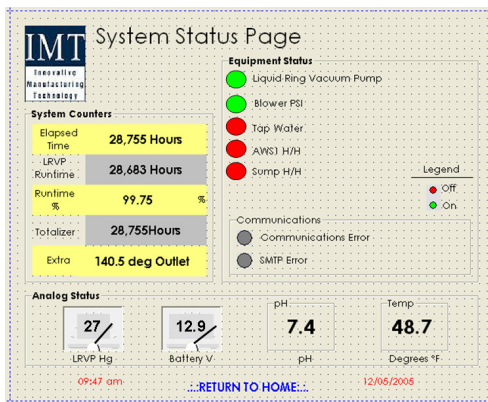 IMT
Innovative
Manufacturing
Technology
System Status Page
Equipment Status
Liquid Ring Vacuum Pump
Blower PSI
Tap Water
AWS1 H/H
Sump H/H
Legend
Off
On
Communications
Communications Error
SMTP Error
System Counters
Elapsed Time 28,755 Hours
LRVP Runtime 28,683 Hours
Runtime % 99.75 %
Totalizer 28,755Hours
Extra 140.5 deg Outlet
Analog Status
27
LRVP Hg
12.9
Battery V
pH
7.4
pH
Temp
48.7
Degrees °F
09:47 am
.:.:RETURN TO HOME:.:.
12/05/2005